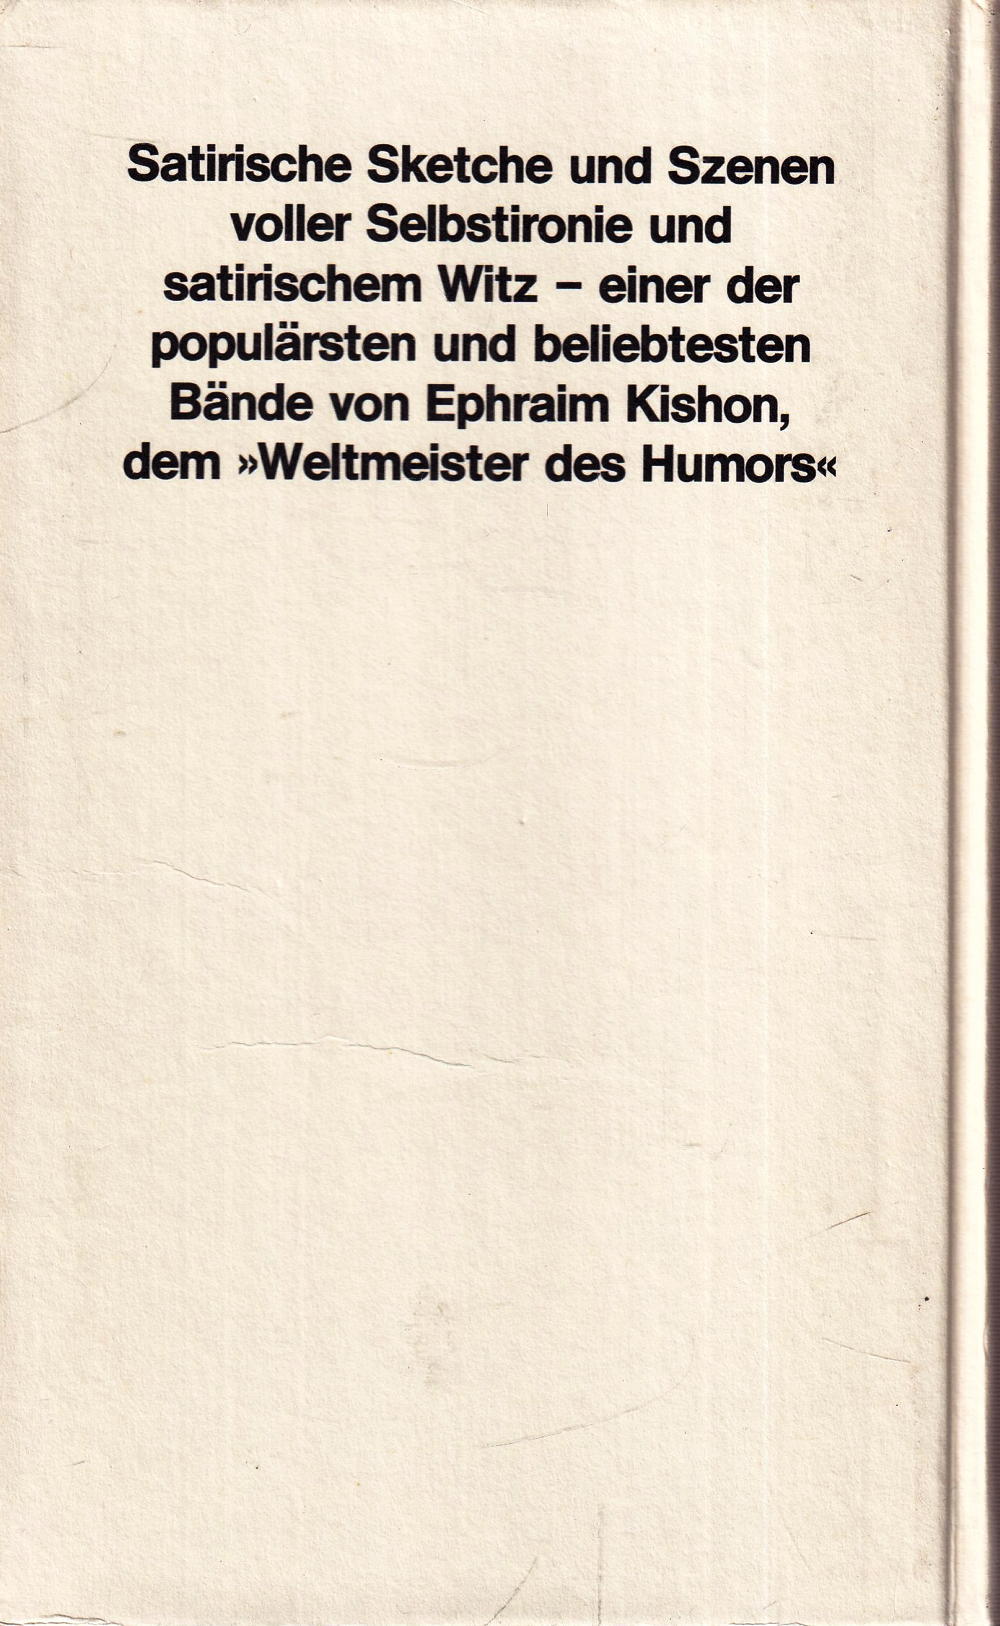 Satirische Sketche und Szenen
voller Selbstironie und
satirischem Witz – einer der
populärsten und beliebtesten
Bände von Ephraim Kishon,
dem »Weltmeister des Humors«